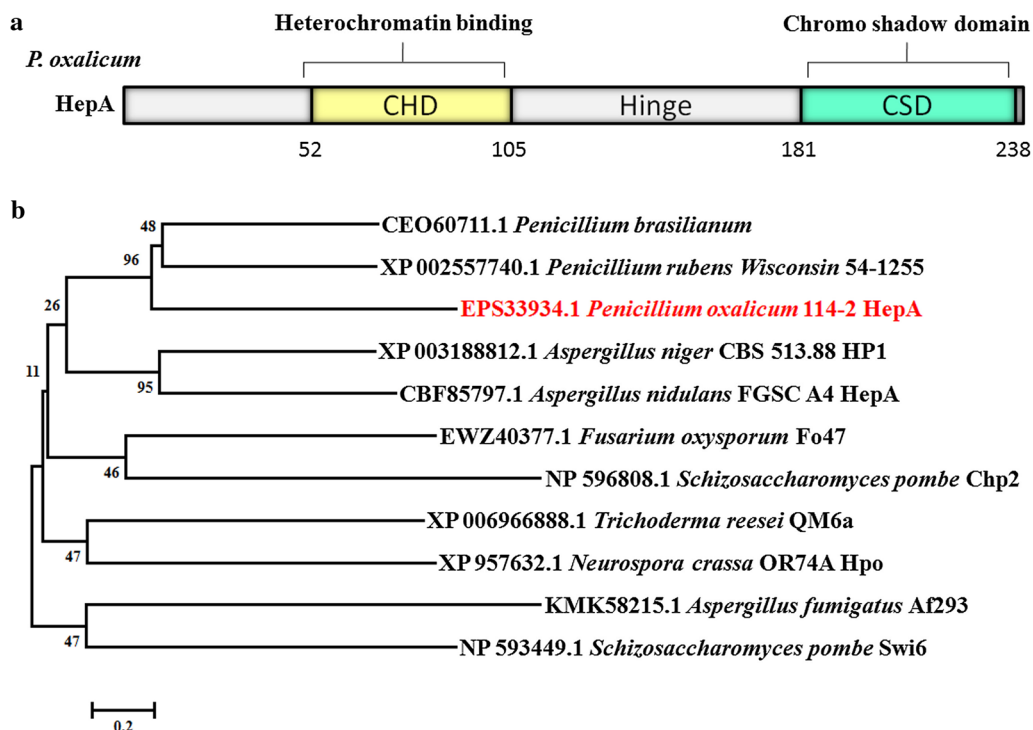 a
Heterochromatin binding
Chromo shadow domain
P. oxalicum
HepA
CHD
Hinge
CSD
52
105
181
238
b
48
CEO60711.1 Penicillium brasilianum
96
XP 002557740.1 Penicillium rubens Wisconsin 54-1255
26
EPS33934.1 Penicillium oxalicum 114-2 HepA
XP 003188812.1 Aspergillus niger CBS 513.88 HP1
11
95
CBF85797.1 Aspergillus nidulans FGSC A4 HepA
EWZ40377.1 Fusarium oxysporum Fo47
46
NP 596808.1 Schizosaccharomyces pombe Chp2
XP 006966888.1 Trichoderma reesei QM6a
47
XP 957632.1 Neurospora crassa OR74A Hpo
KMK58215.1 Aspergillus fumigatus Af293
47
NP 593449.1 Schizosaccharomyces pombe Swi6
0.2